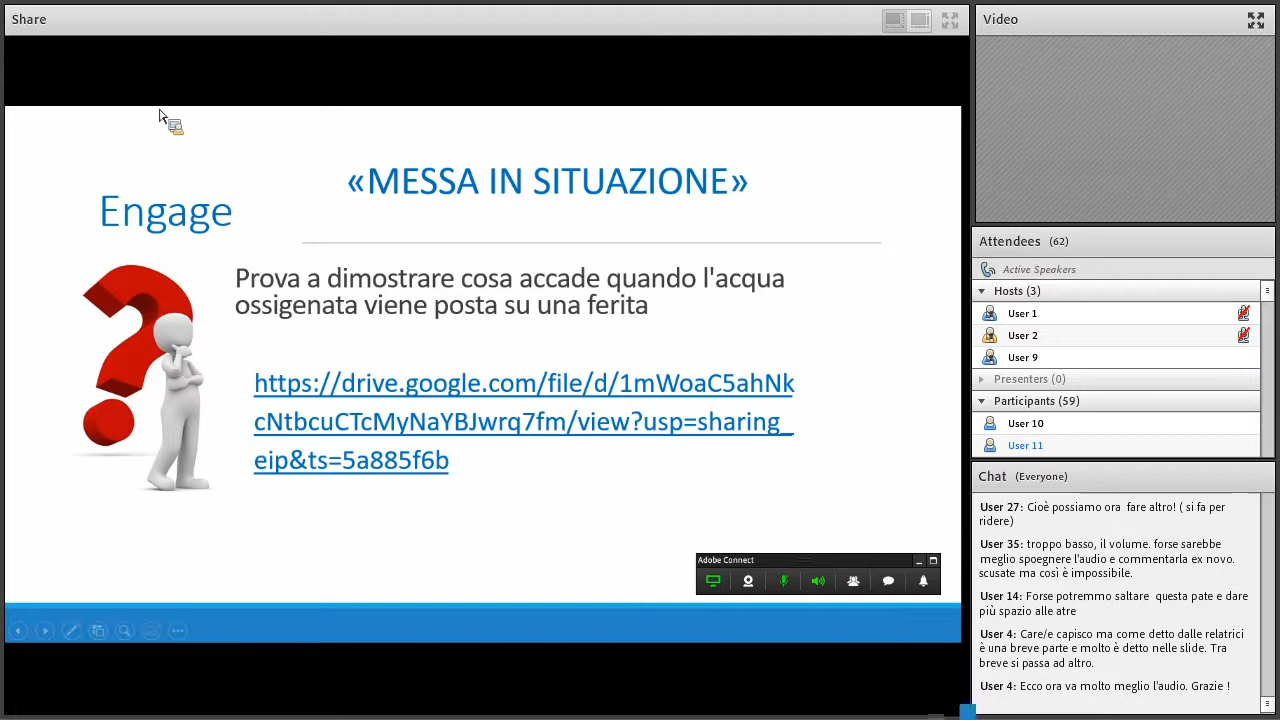 Share
«MESSA IN SITUAZIONE»
Engage
Prova a dimostrare cosa accade quando l'acqua
ossigenata viene posta su una ferita
https://drive.google.com/file/d/1mWoaC5ahNk
cNtbcuCTcMyNaYBJwrq7fm/view?usp=sharing_
eip&ts=5a885f6b
Adobe Connect
Video
Attendees (62)
Active Speakers
Hosts (3)
User 1
User 2
User 9
Presenters (0)
Participants (59)
User 10
User 11
Chat (Everyone)
User 27: Cioè possiamo ora fare altro! ( si fa per
ridere)
User 35: troppo basso, il volume. forse sarebbe
meglio spoegnere l'audio e commentarla ex novo.
scusate ma così è impossibile.
User 14: Forse potremmo saltare questa pate e dare
più spazio alle atre
User 4: Care/e capisco ma come detto dalle relatrici
è una breve parte e molto è detto nelle slide. Tra
breve si passa ad altro.
User 4: Ecco ora va molto meglio l'audio. Grazie !